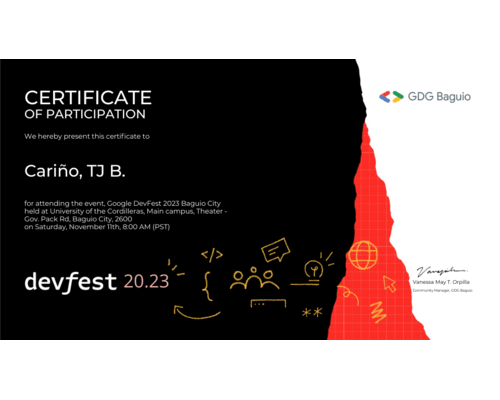 CERTIFICATE
OF PARTICIPATION
We hereby present this certificate to
Cariño, TJ B.
for attending the event, Google DevFest 2023 Baguio City
held at University of the Cordilleras, Main campus, Theater -
Gov. Pack Rd, Baguio City, 2600
on Saturday, November 11th, 8:00 AM (PST)
devfest 20.23
GDG Baguio
Vanessa May T. Orpilla
Community Manager, GDG Baguio